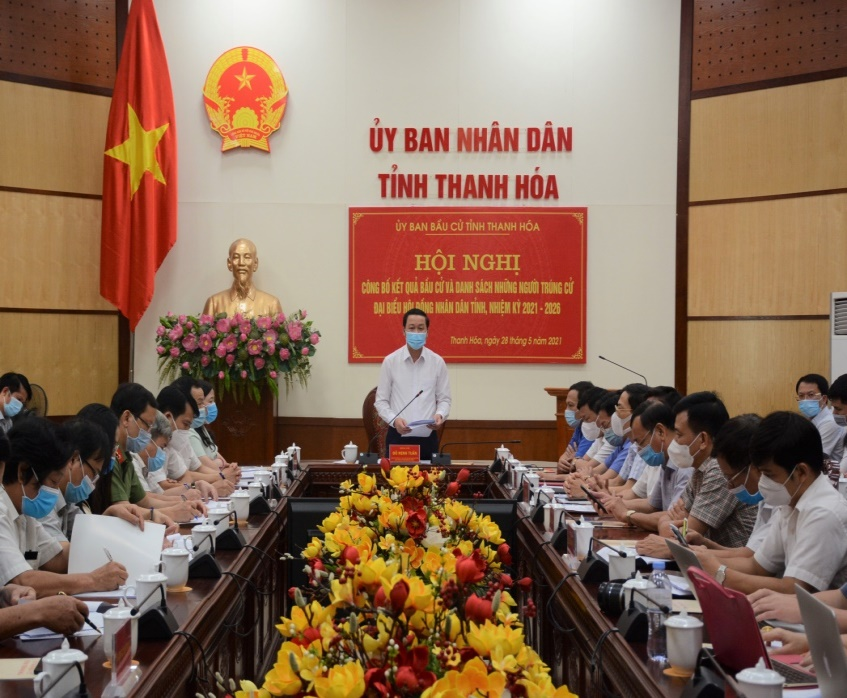 ỦY BAN NHÂN DÂN
TỈNH THANH HÓA
ỦY BAN BẦU CỬ TỈNH THANH HÓA
HỘI NGHỊ
CÔNG BỐ KẾT QUẢ BẦU CỬ VÀ DANH SÁCH NHỮNG NGƯỜI TRÚNG CỬ
ĐẠI BIỂU HỘI ĐỒNG NHÂN DÂN TỈNH, NHIỆM KỲ 2021 - 2026
Thanh Hóa, ngày 28 tháng 5 năm 2021